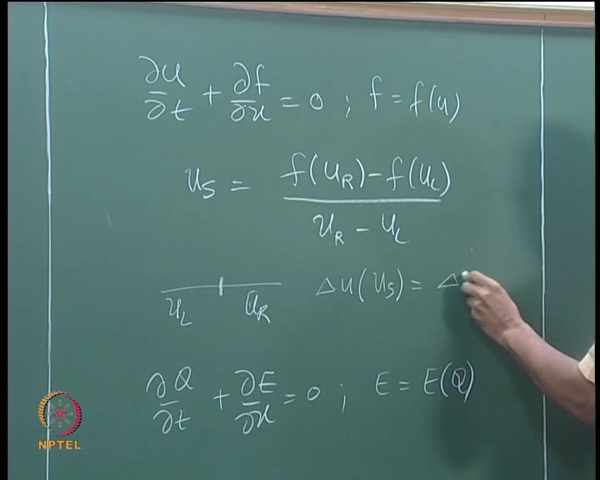 ∂u/∂t + ∂f/∂x = 0 ; f = f(u)
u_S = f(u_R) - f(u_L) / u_R - u_L
u_L u_R Δu(u_S) = Δ
∂Q/∂t + ∂E/∂x = 0 ; E = E(Q)
NPTEL